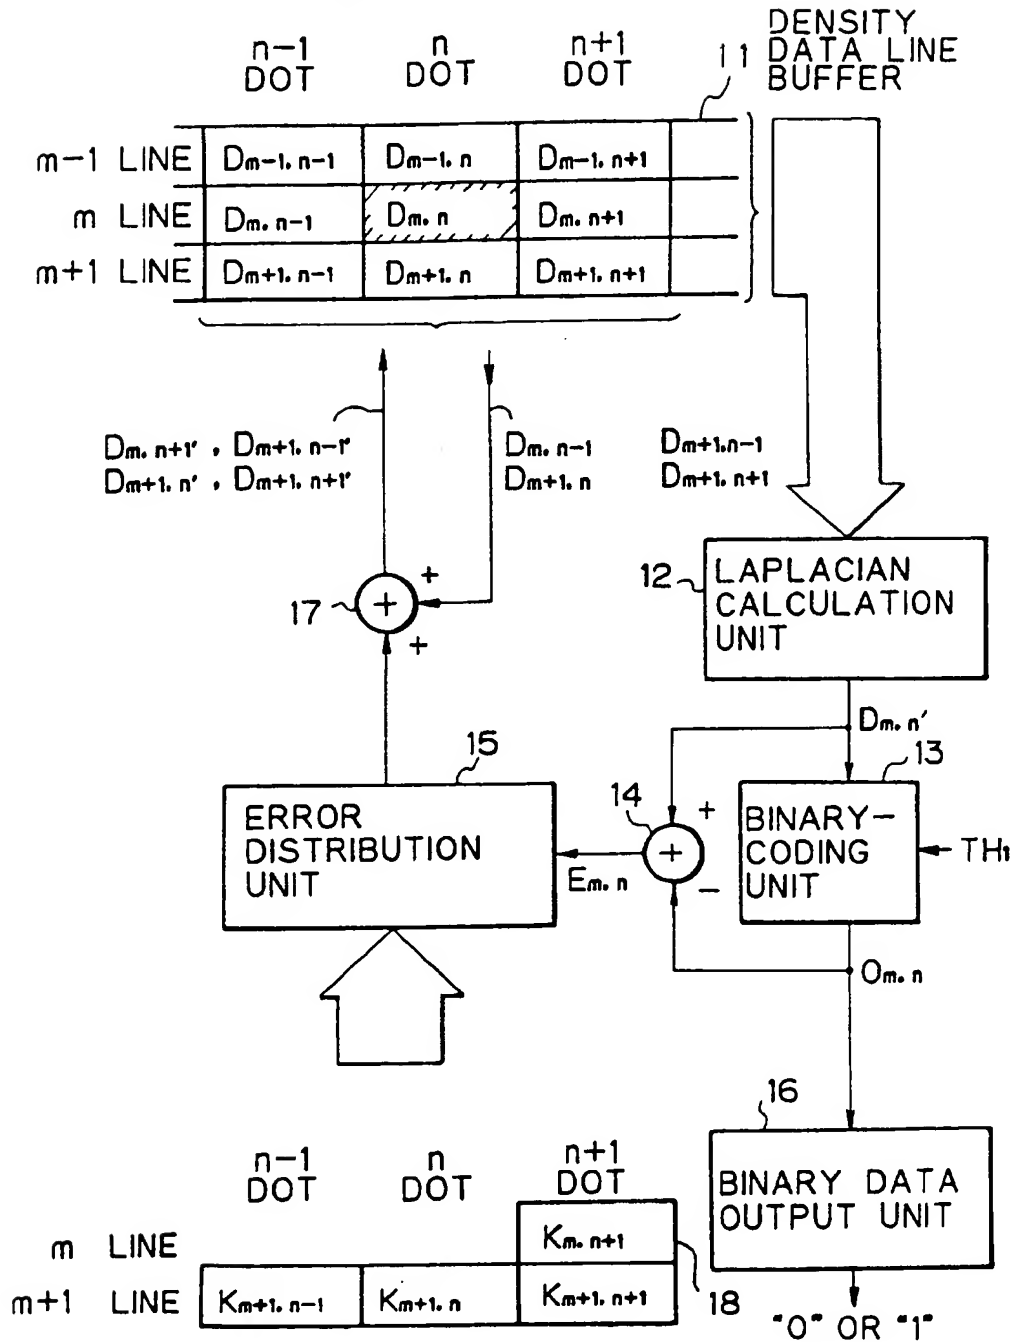 DENSITY
DATA LINE
BUFFER
11
n-1 DOT
n DOT
n+1 DOT
m-1 LINE Dm-1. n-1 Dm-1. n Dm-1. n+1
m LINE Dm. n-1 Dm. n Dm. n+1
m+1 LINE Dm+1. n-1 Dm+1. n Dm+1. n+1
Dm. n+1' , Dm+1. n-1'
Dm+1. n' , Dm+1. n+1'
Dm. n-1 Dm+1.n-1
Dm+1. n Dm+1. n+1
12
LAPLACIAN
CALCULATION
UNIT
17
+
+
+
Dm. n'
15
ERROR
DISTRIBUTION
UNIT
14
+
+
-
Em. n
13
BINARY-
CODING
UNIT
TH1
Om. n
16
BINARY DATA
OUTPUT UNIT
"0" OR "1"
n-1 DOT
n DOT
n+1 DOT
m LINE Km. n+1
m+1 LINE Km+1. n-1 Km+1. n Km+1. n+1
18